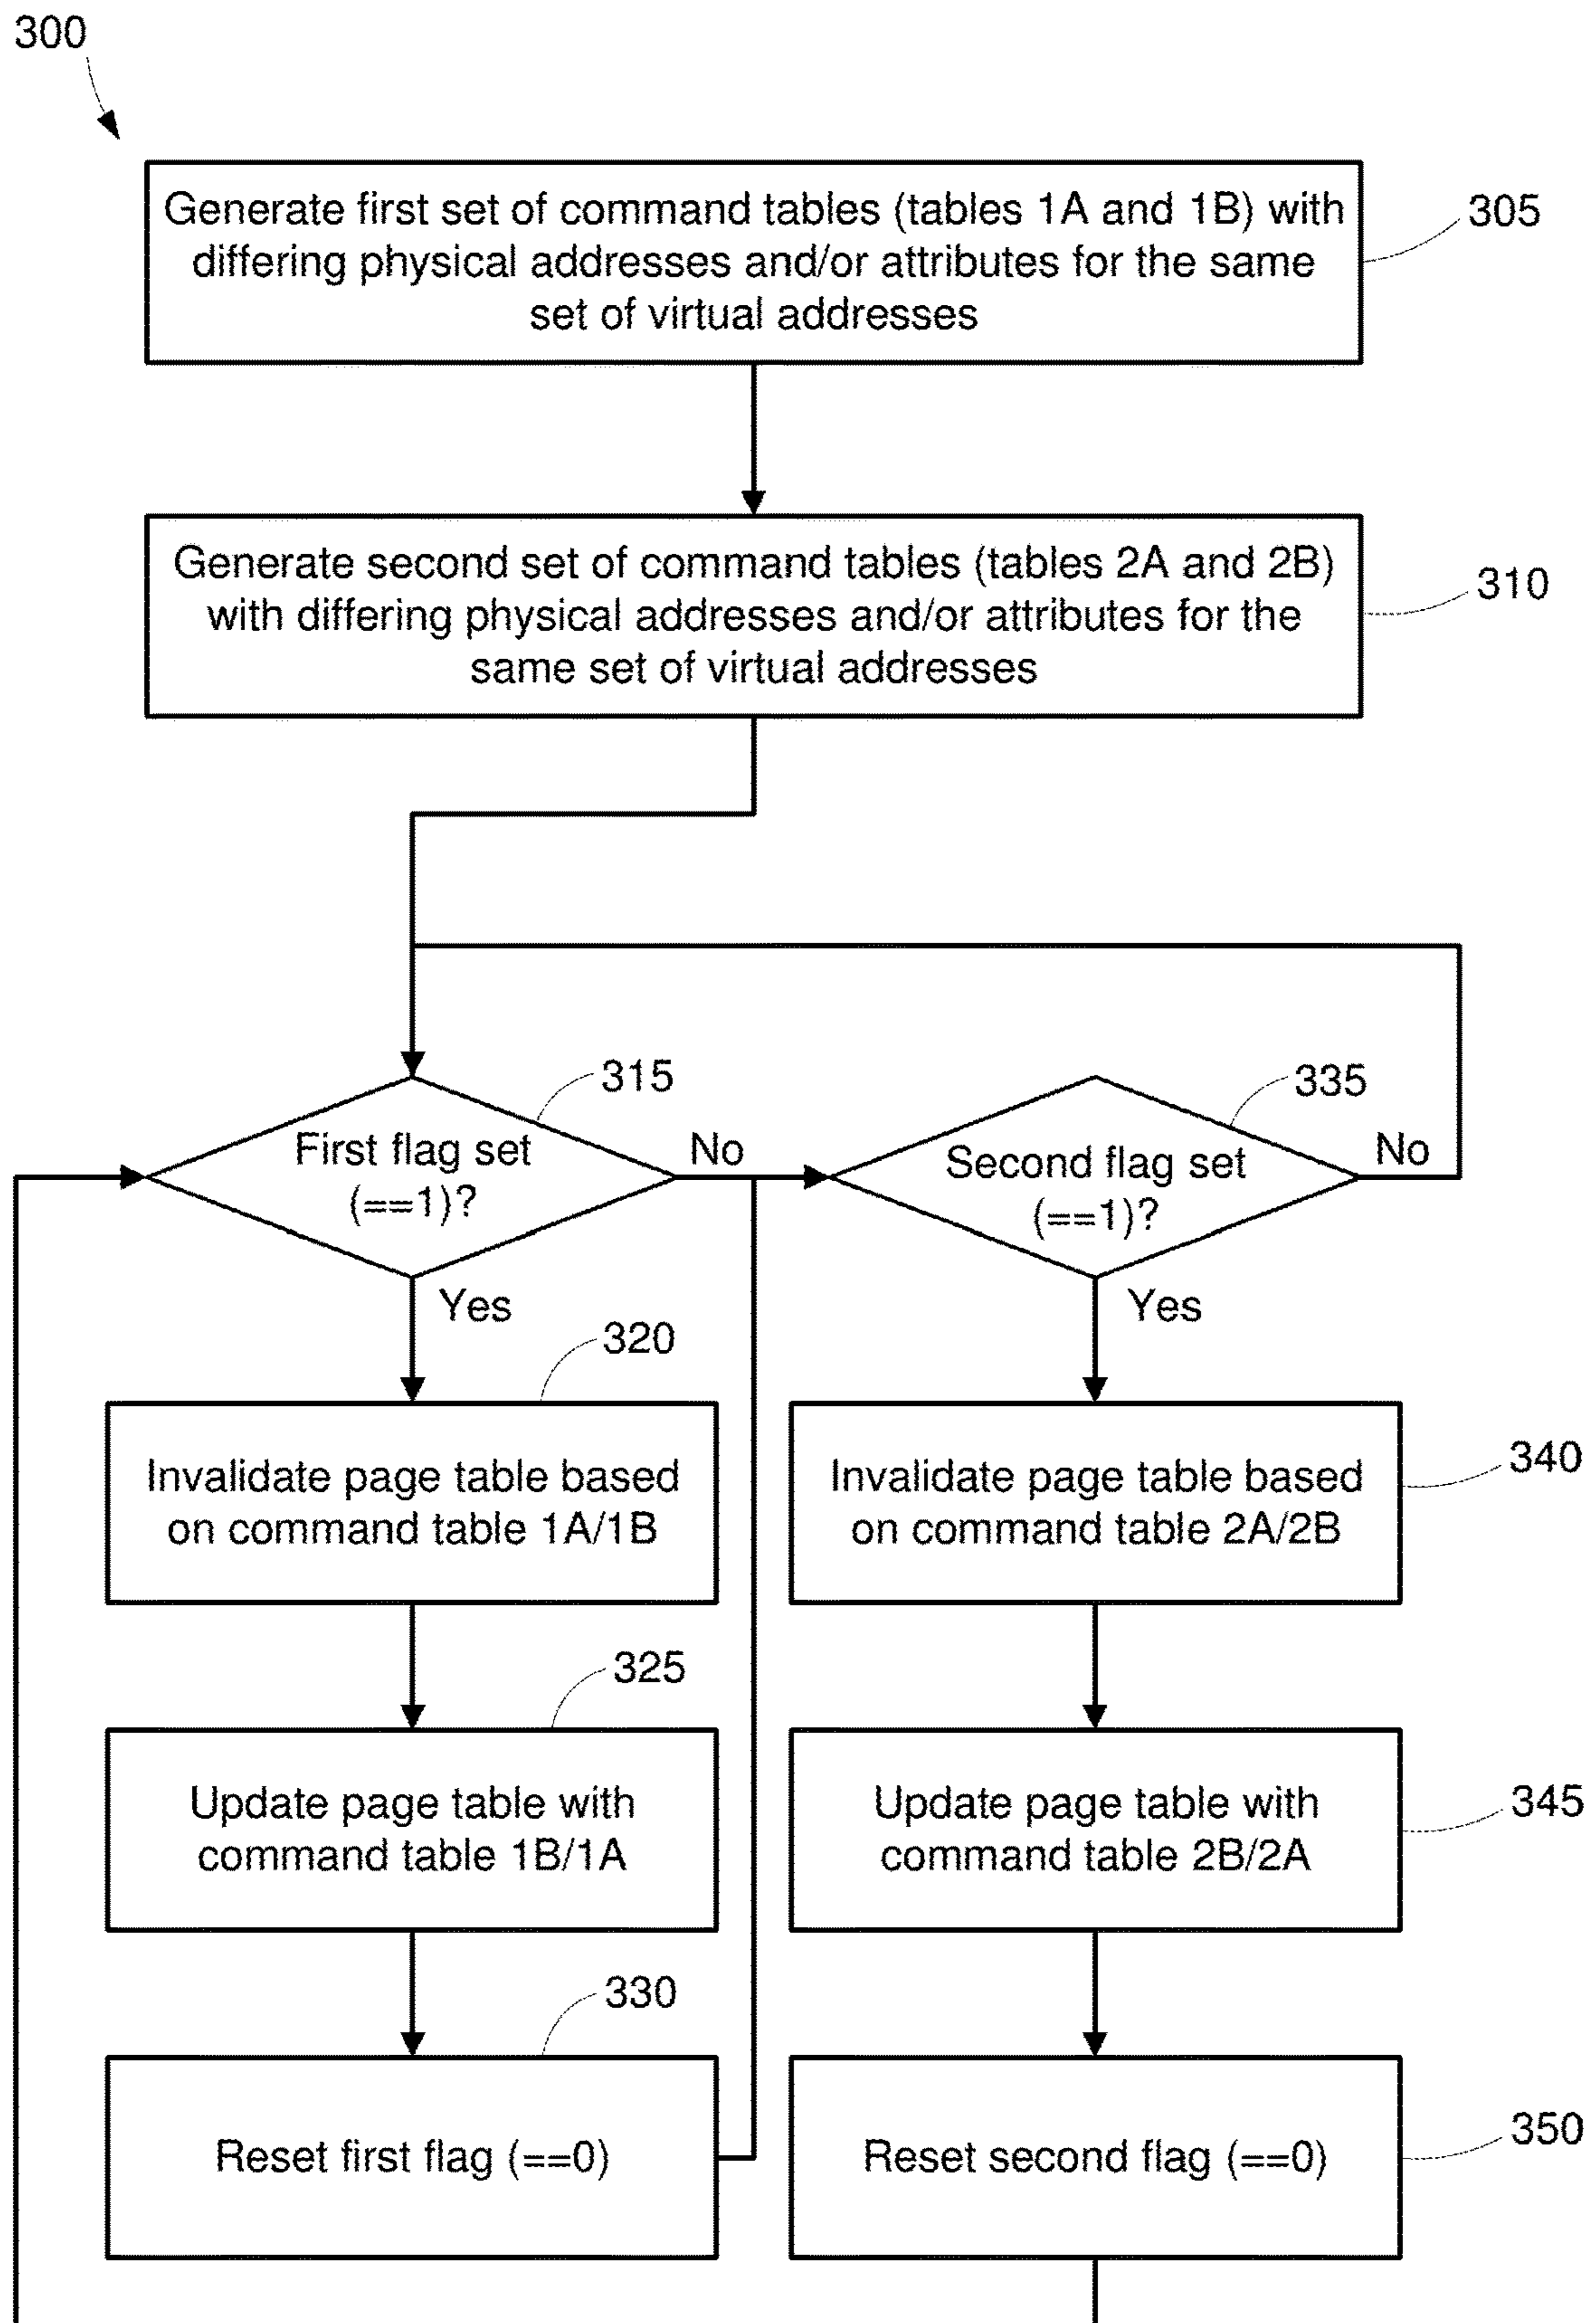 300
Generate first set of command tables (tables 1A and 1B) with
differing physical addresses and/or attributes for the same
set of virtual addresses
305
Generate second set of command tables (tables 2A and 2B)
with differing physical addresses and/or attributes for the
same set of virtual addresses
310
315
335
First flag set
(==1)?
No
Second flag set
(==1)?
No
Yes
Yes
320
Invalidate page table based
on command table 1A/1B
Invalidate page table based
on command table 2A/2B
340
325
Update page table with
command table 1B/1A
Update page table with
command table 2B/2A
345
330
Reset first flag (==0)
Reset second flag (==0)
350